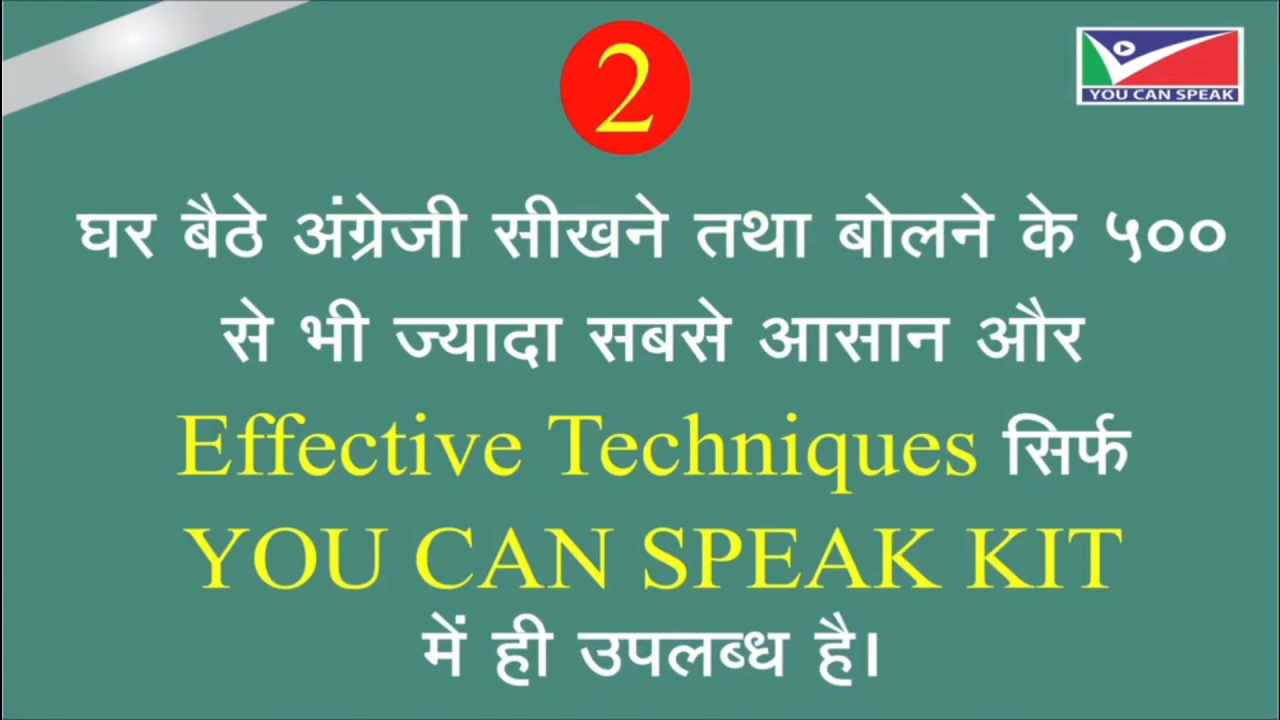 2
YOU CAN SPEAK
घर बैठे अंग्रेजी सीखने तथा बोलने के ५००
से भी ज्यादा सबसे आसान और
Effective Techniques सिर्फ
YOU CAN SPEAK KIT
में ही उपलब्ध है।